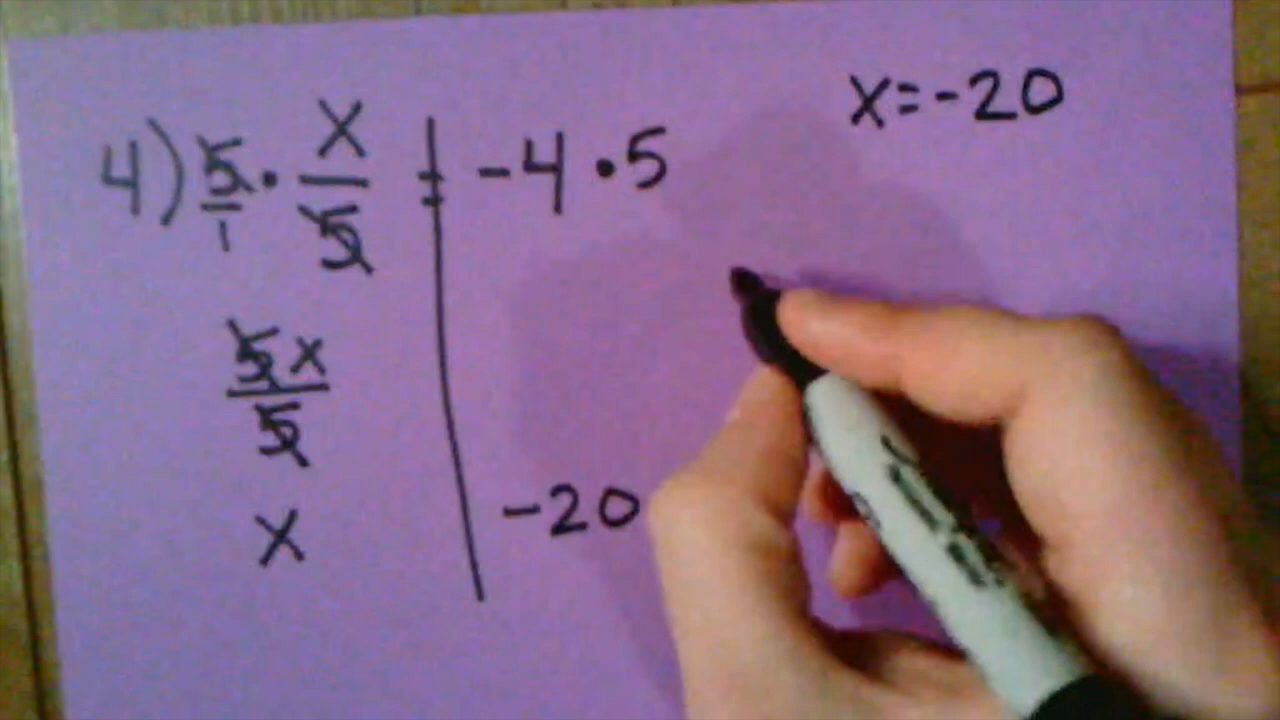 4) 5/1 · x/5 = -4 · 5
x = -20
5x/5
x -20